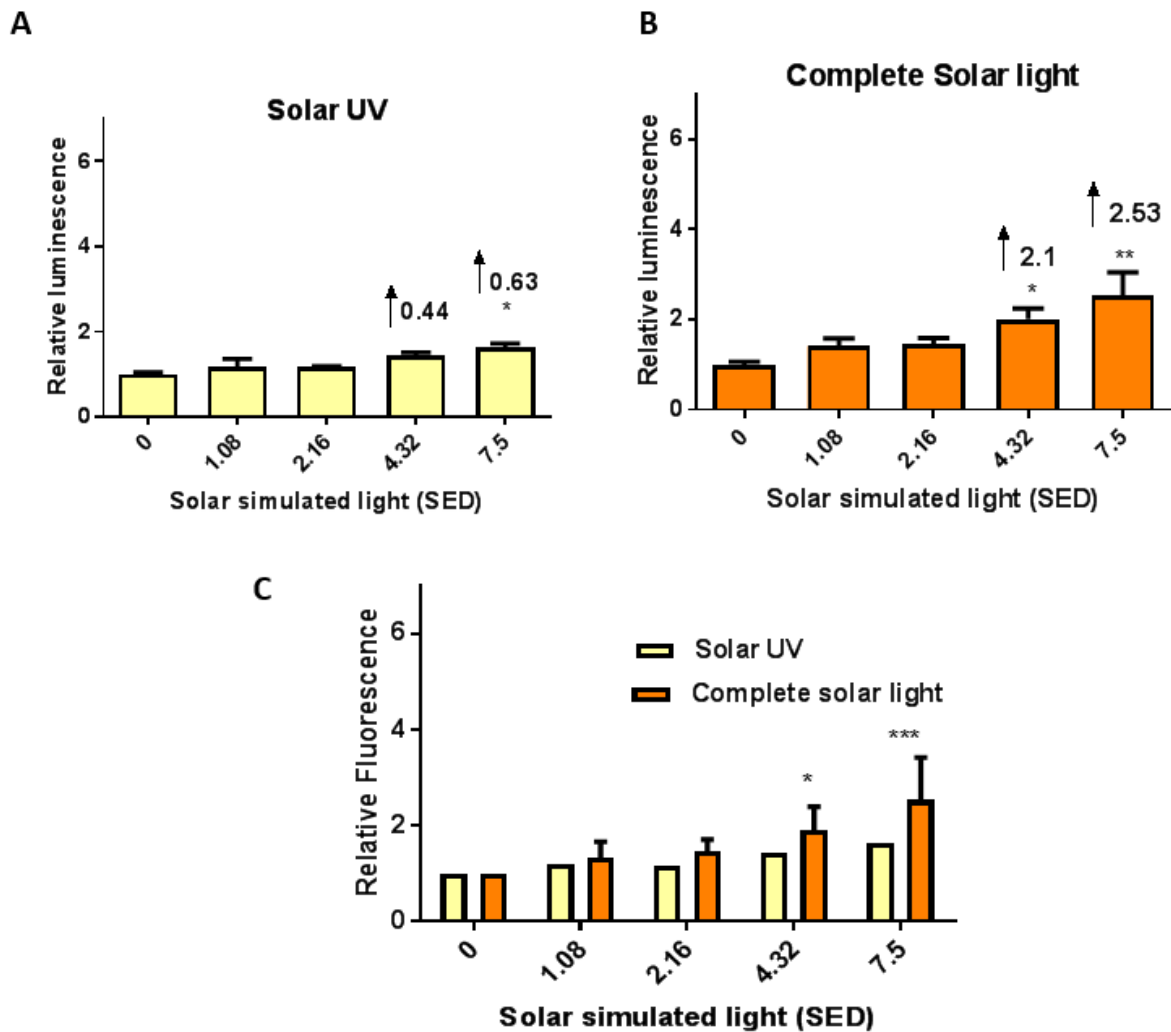 A
Solar UV
Relative luminescence
6
4
2
0
↑0.44
↑0.63
*
0
1.08
2.16
4.32
7.5
Solar simulated light (SED)
B
Complete Solar light
Relative luminescence
6
4
2
0
↑ 2.1
*
↑ 2.53
**
0
1.08
2.16
4.32
7.5
Solar simulated light (SED)
C
Relative Fluorescence
6
4
2
0
Solar UV
Complete solar light
*
***
0
1.08
2.16
4.32
7.5
Solar simulated light (SED)